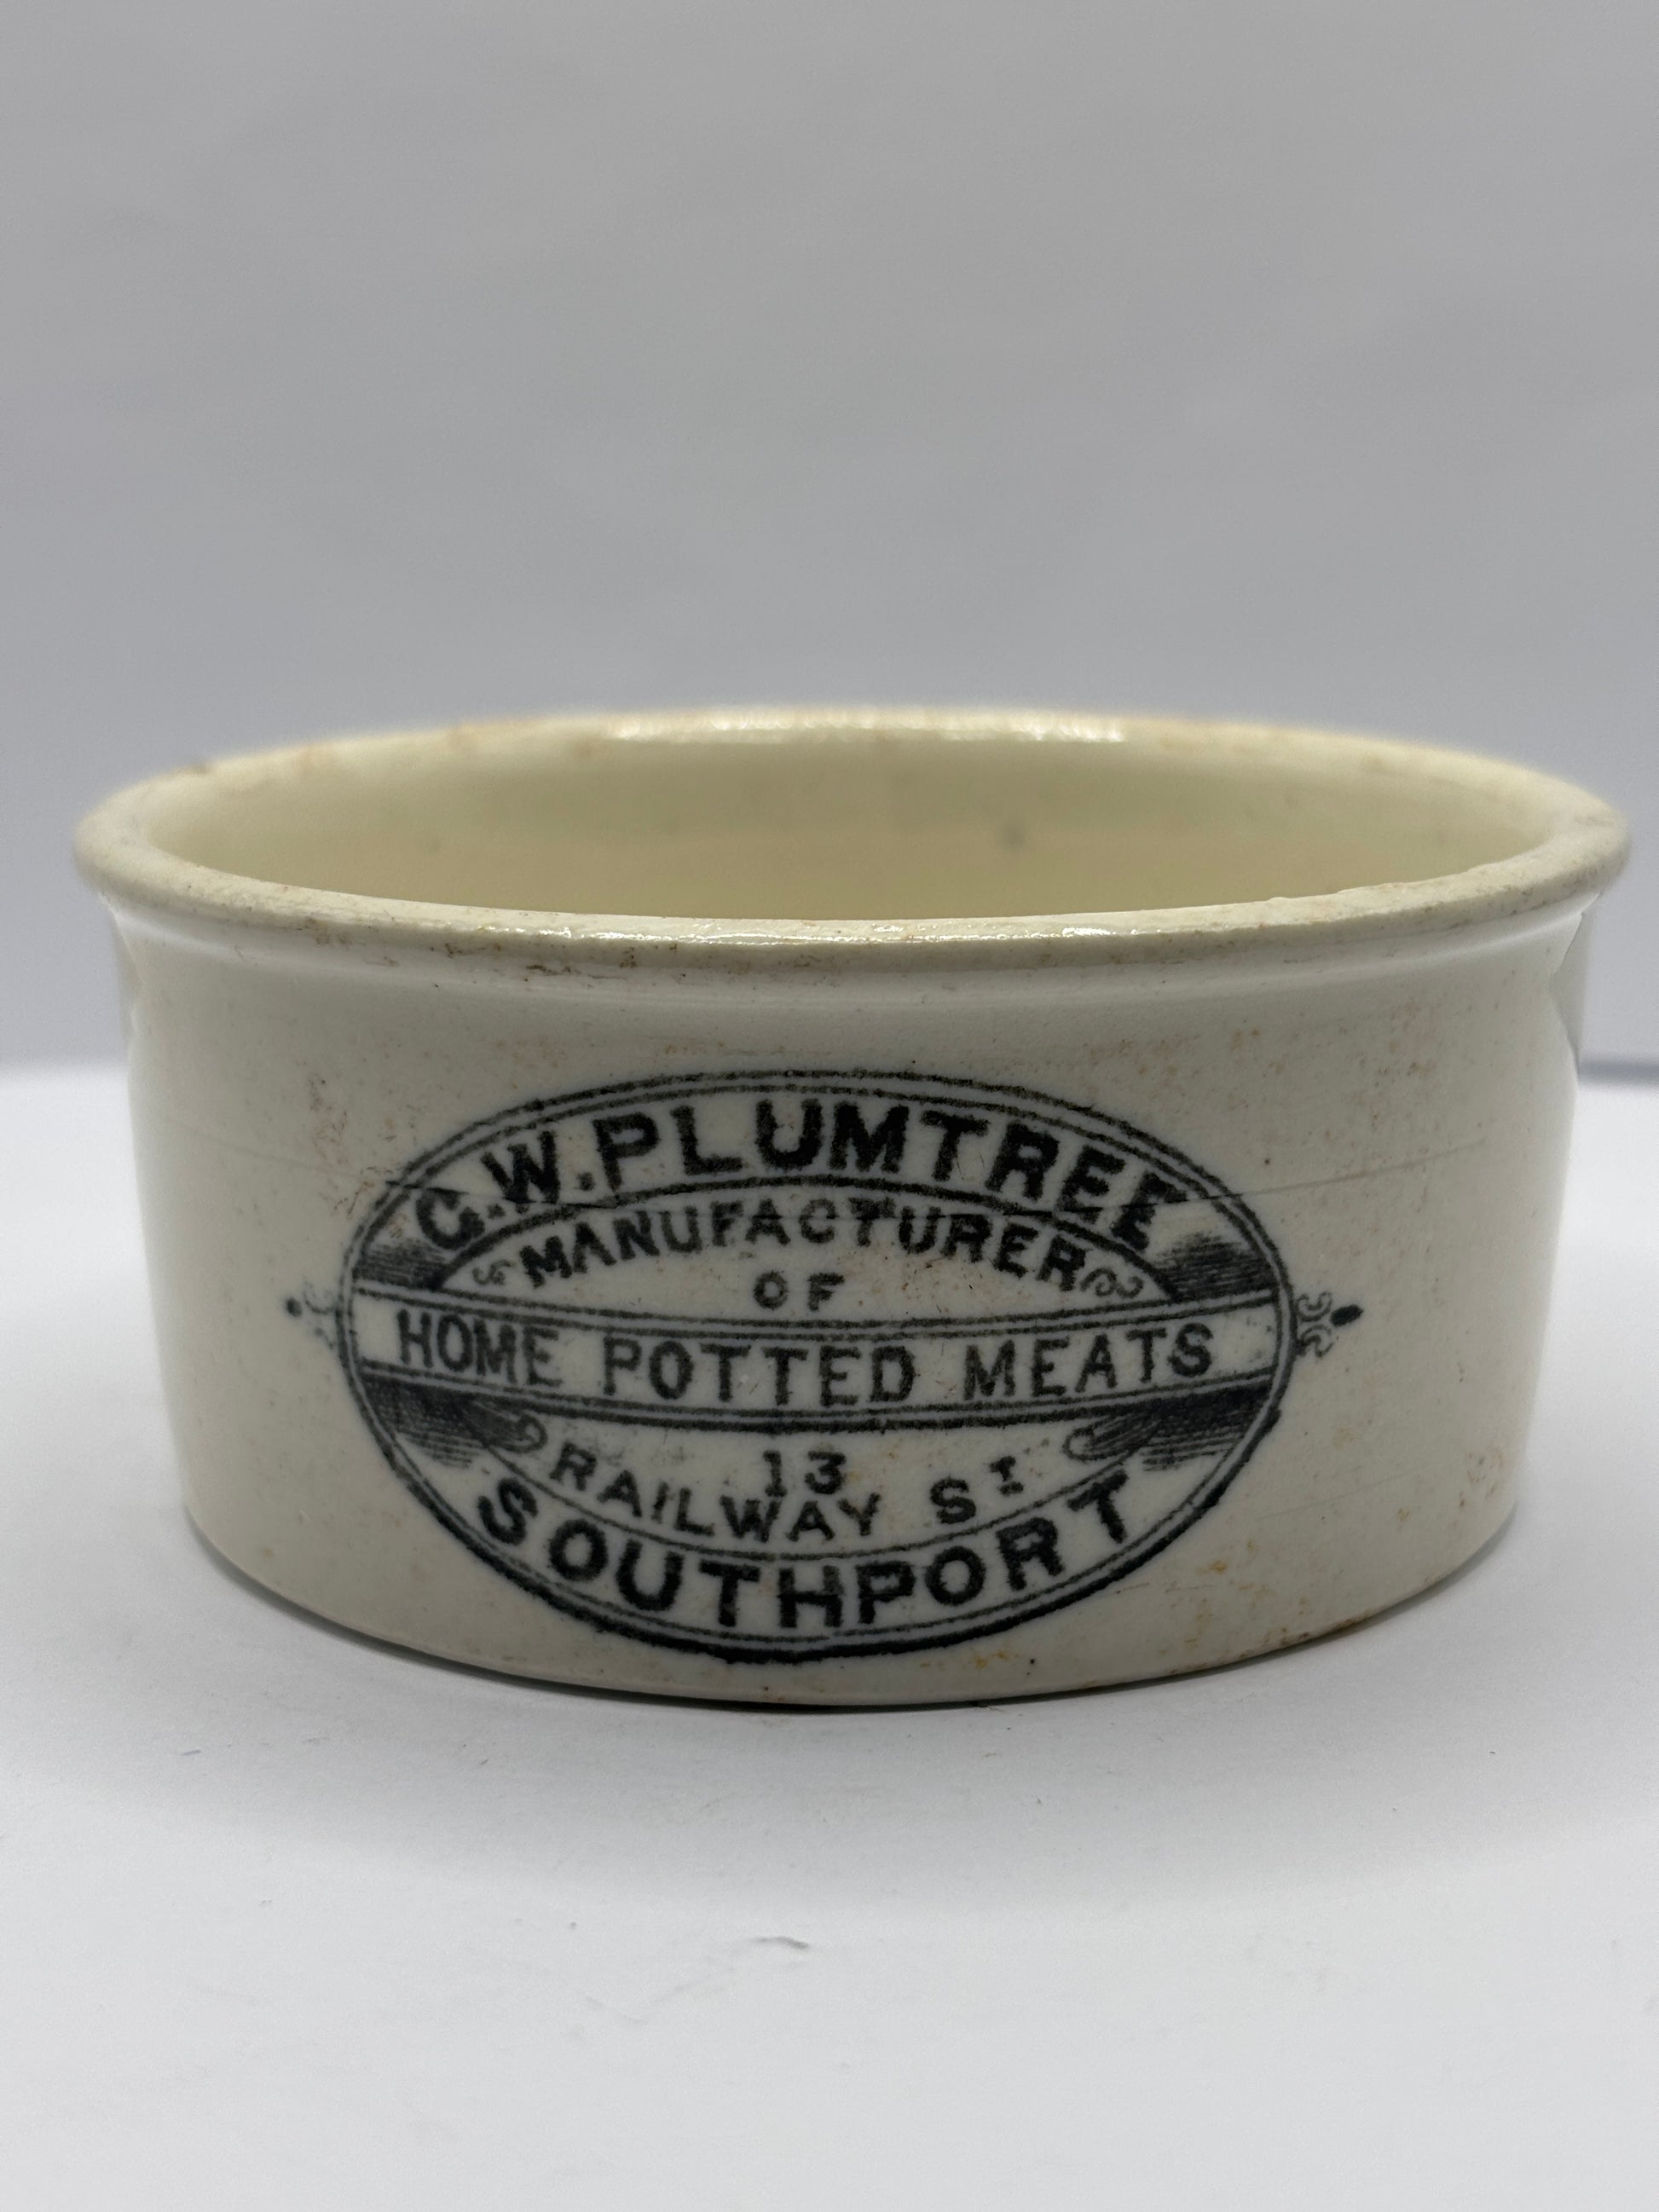 G.W. PLUMTREE
MANUFACTURER
OF
HOME POTTED MEATS
13
RAILWAY ST
SOUTHPORT